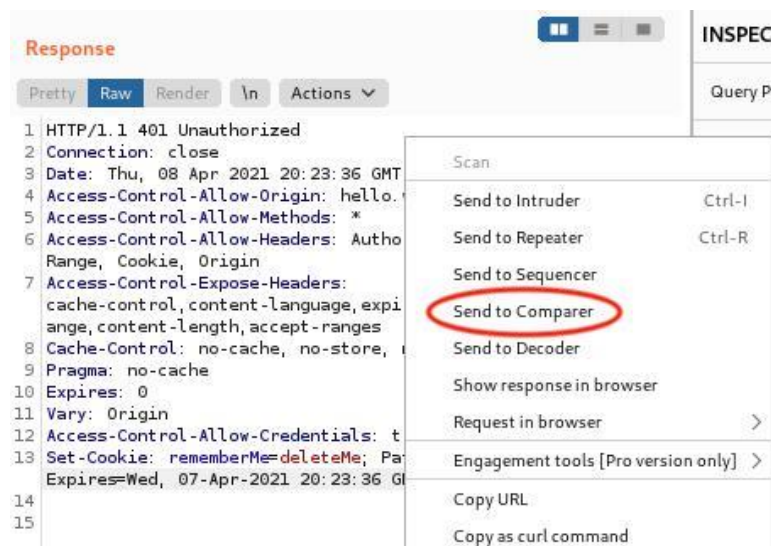 Response
INSPEC
Pretty Raw Render \n Actions
Query P
1 HTTP/1.1 401 Unauthorized
2 Connection: close
3 Date: Thu, 08 Apr 2021 20:23:36 GMT
4 Access-Control-Allow-Origin: hello.
5 Access-Control-Allow-Methods: *
6 Access-Control-Allow-Headers: Autho
Range, Cookie, Origin
7 Access-Control-Expose-Headers:
cache-control,content-language,expi
ange,content-length,accept-ranges
8 Cache-Control: no-cache, no-store,
9 Pragma: no-cache
10 Expires: 0
11 Vary: Origin
12 Access-Control-Allow-Credentials: t
13 Set-Cookie: rememberMe=deleteMe; Pa
Expires=Wed, 07-Apr-2021 20:23:36 G
14
15
Scan
Send to Intruder Ctrl-I
Send to Repeater Ctrl-R
Send to Sequencer
Send to Comparer
Send to Decoder
Show response in browser
Request in browser >
Engagement tools [Pro version only] >
Copy URL
Copy as curl command